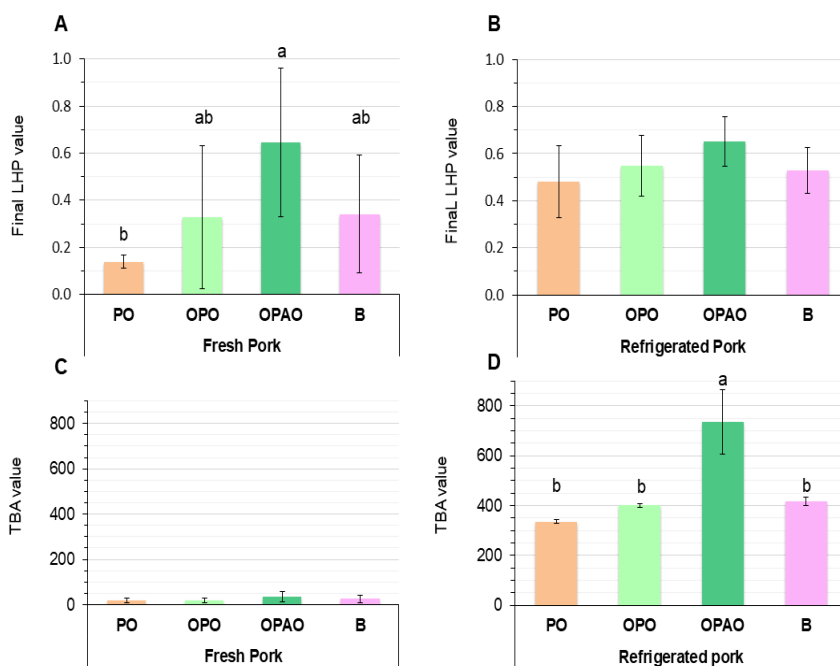 A
Final LHP value
1.0
0.8
0.6
0.4
0.2
0.0
b
ab
a
ab
PO OPO OPAO B
Fresh Pork
B
FinaL LHP value
1.0
0.8
0.6
0.4
0.2
0.0
PO OPO OPAO B
Refrigerated Pork
C
TBA value
800
600
400
200
0
PO OPO OPAO B
Fresh Pork
D
TBA value
800
600
400
200
0
b
b
a
b
PO OPO OPAO B
Refrigerated pork